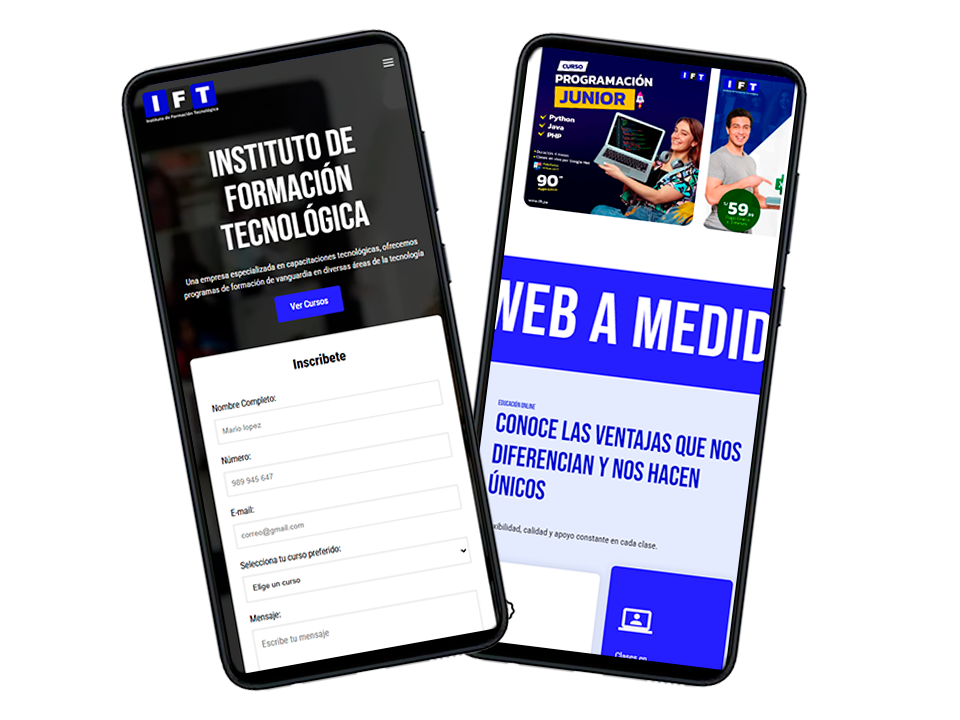 IFT
Instituto de Formación Tecnológica
INSTITUTO DE
FORMACIÓN
TECNOLÓGICA
Una empresa especializada en capacitaciones tecnológicas, ofrecemos
programas de formación de vanguardia en diversas áreas de la tecnología
Ver Cursos
Inscribete
Nombre Completo:
Mario lopez
Número:
989 945 647
E-mail:
correo@gmail.com
Selecciona tu curso preferido:
Elige un curso
Mensaje:
Escribe tu mensaje
CURSO
PROGRAMACIÓN
JUNIOR
IFT
Python
Java
PHP
90
IFT
S/
59
WEB A MEDID
EDUCACIÓN ONLINE
CONOCE LAS VENTAJAS QUE NOS
DIFERENCIAN Y NOS HACEN
ÚNICOS
xibilidad, calidad y apoyo constante en cada clase.
Clases en